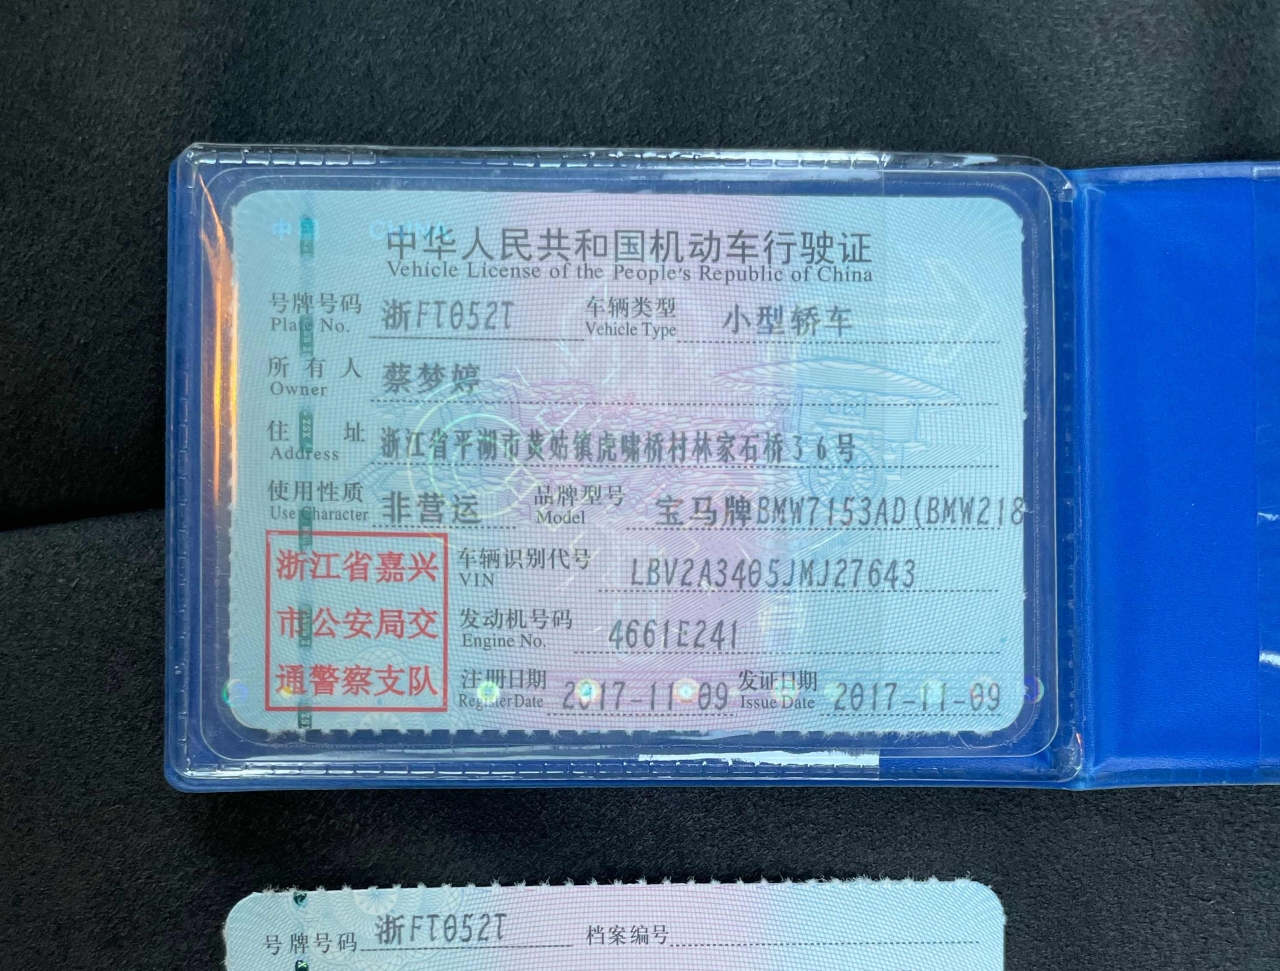 中 CHINA
中华人民共和国机动车行驶证
Vehicle License of the People's Republic of China
号牌号码 浙FT052T 车辆类型 小型轿车
Plate No. Vehicle Type
所有人 蔡梦婷
Owner
住址 浙江省平湖市黄姑镇虎啸桥村林家石桥36号
Address
使用性质 非营运 品牌型号 宝马牌BMW7153AD(BMW218
Use Character Model
浙江省嘉兴
市公安局交
通警察支队
车辆识别代号 LBV2A3405JMJ27643
VIN
发动机号码 4661E241
Engine No.
注册日期 2017-11-09 发证日期 2017-11-09
Register Date Issue Date
号牌号码 浙FT052T 档案编号